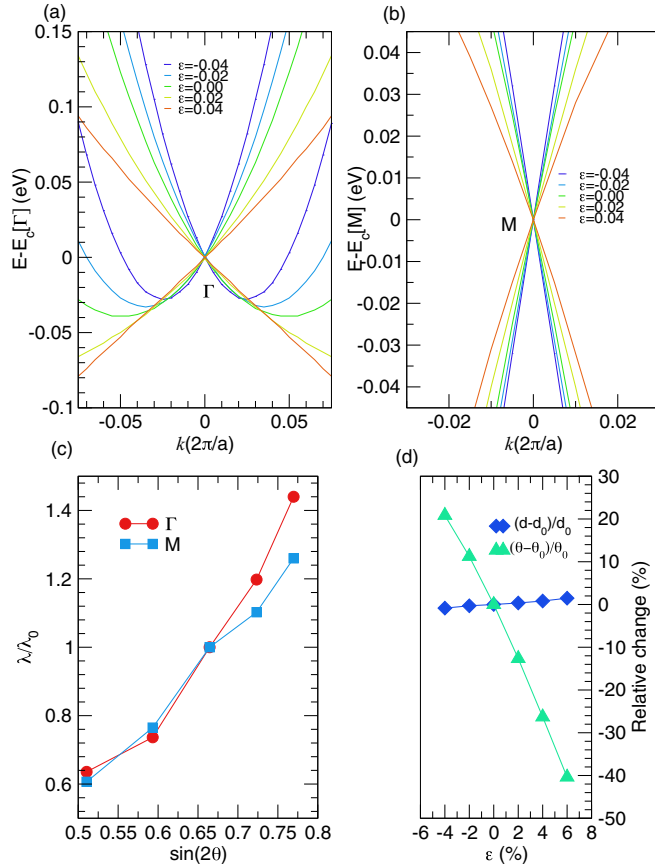 (a)
0.15
0.1
0.05
0
-0.05
-0.1
E-E_c[Γ] (eV)
ε=-0.04
ε=-0.02
ε=0.00
ε=0.02
ε=0.04
Γ
-0.05 0 0.05
k(2π/a)
(b)
0.04
0.03
0.02
0.01
0
-0.01
-0.02
-0.03
-0.04
E-E_c[M] (eV)
ε=-0.04
ε=-0.02
ε=0.00
ε=0.02
ε=0.04
M
-0.02 0 0.02
k(2π/a)
(c)
1.4
1.2
1
0.8
0.6
λ/λ_0
Γ
M
0.5 0.55 0.6 0.65 0.7 0.75 0.8
sin(2θ)
(d)
30
20
10
0
-10
-20
-30
-40
-50
Relative change (%)
(d-d_0)/d_0
(θ-θ_0)/θ_0
-6 -4 -2 0 2 4 6 8
ε (%)